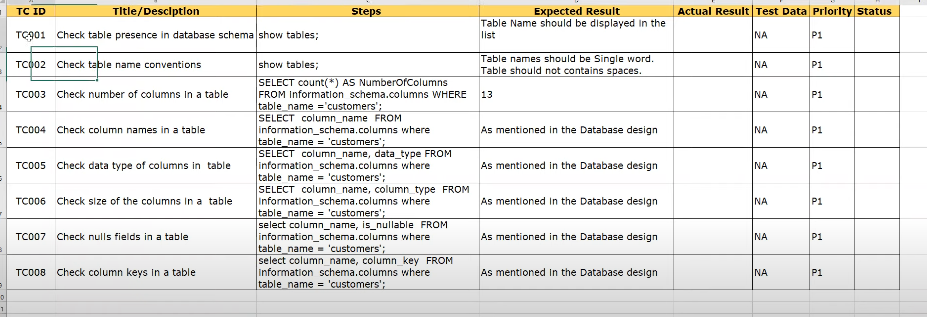 TC ID Title/Desciption Steps Expected Result Actual Result Test Data Priority Status
TC001 Check table presence in database schema show tables; Table Name should be displayed in the
list NA P1
TC002 Check table name conventions show tables; Table names should be Single word.
Table should not contains spaces. NA P1
TC003 Check number of columns in a table SELECT count(*) AS NumberOfColumns
FROM information_schema.columns WHERE
table_name ='customers'; 13 NA P1
TC004 Check column names in a table SELECT column_name FROM
information_schema.columns where
table_name = 'customers'; As mentioned in the Database design NA P1
TC005 Check data type of columns in table SELECT column_name, data_type FROM
information_schema.columns where
table_name = 'customers'; As mentioned in the Database design NA P1
TC006 Check size of the columns in a table SELECT column_name, column_type FROM
information_schema.columns where
table_name = 'customers'; As mentioned in the Database design NA P1
TC007 Check nulls fields in a table select column_name, is_nullable FROM
information_schema.columns where
table_name = 'customers'; As mentioned in the Database design NA P1
TC008 Check column keys in a table select column_name, column_key FROM
information_schema.columns where
table_name = 'customers'; As mentioned in the Database design NA P1